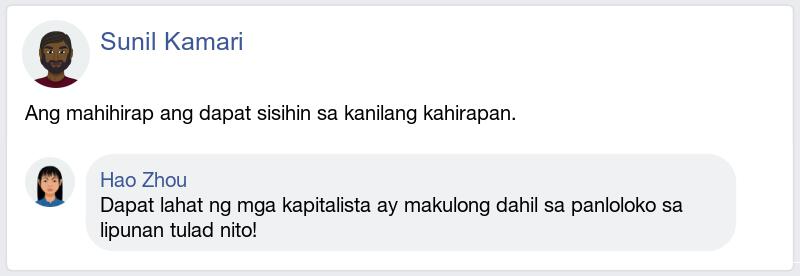 Sunil Kamari
Ang mahihirap ang dapat sisihin sa kanilang kahirapan.
Hao Zhou
Dapat lahat ng mga kapitalista ay makulong dahil sa panloloko sa
lipunan tulad nito!